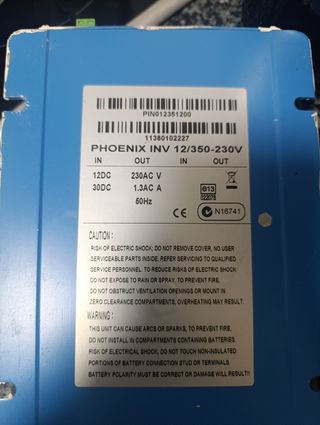 PIN012351200
11380102227
PHOENIX INV 12/350-230V
IN OUT IN OUT
12DC 230AC V
30DC 1.3AC A
50Hz
e13
022078
CE N16741
CAUTION:
RISK OF ELECTRIC SHOCK; DO NOT REMOVE COVER, NO USER
SERVICEABLE PARTS INSIDE. REFER SERVICING TO QUALIFIED
SERVICE PERSONNEL. TO REDUCE RISK OF ELECTRIC SHOCK
DO NOT EXPOSE TO RAIN OR SPRAY, TO PREVENT FIRE,
DO NOT OBSTRUCT VENTILATION OPENINGS OR MOUNT IN
ZERO CLEARANCE COMPARTMENTS, OVERHEATING MAY RESULT.
WARNING:
THIS UNIT CAN CAUSE ARCS OR SPARKS, TO PREVENT FIRE,
DO NOT INSTALL IN COMPARTMENTS CONTAINING BATTERIES.
RISK OF ELECTRICAL SHOCK, DO NOT TOUCH NON-INSULATED
PORTIONS OF BATTERY CONNECTION STUD OR TERMINALS.
BATTERY POLARITY MUST BE CORRECT OR DAMAGE WILL RESULT!